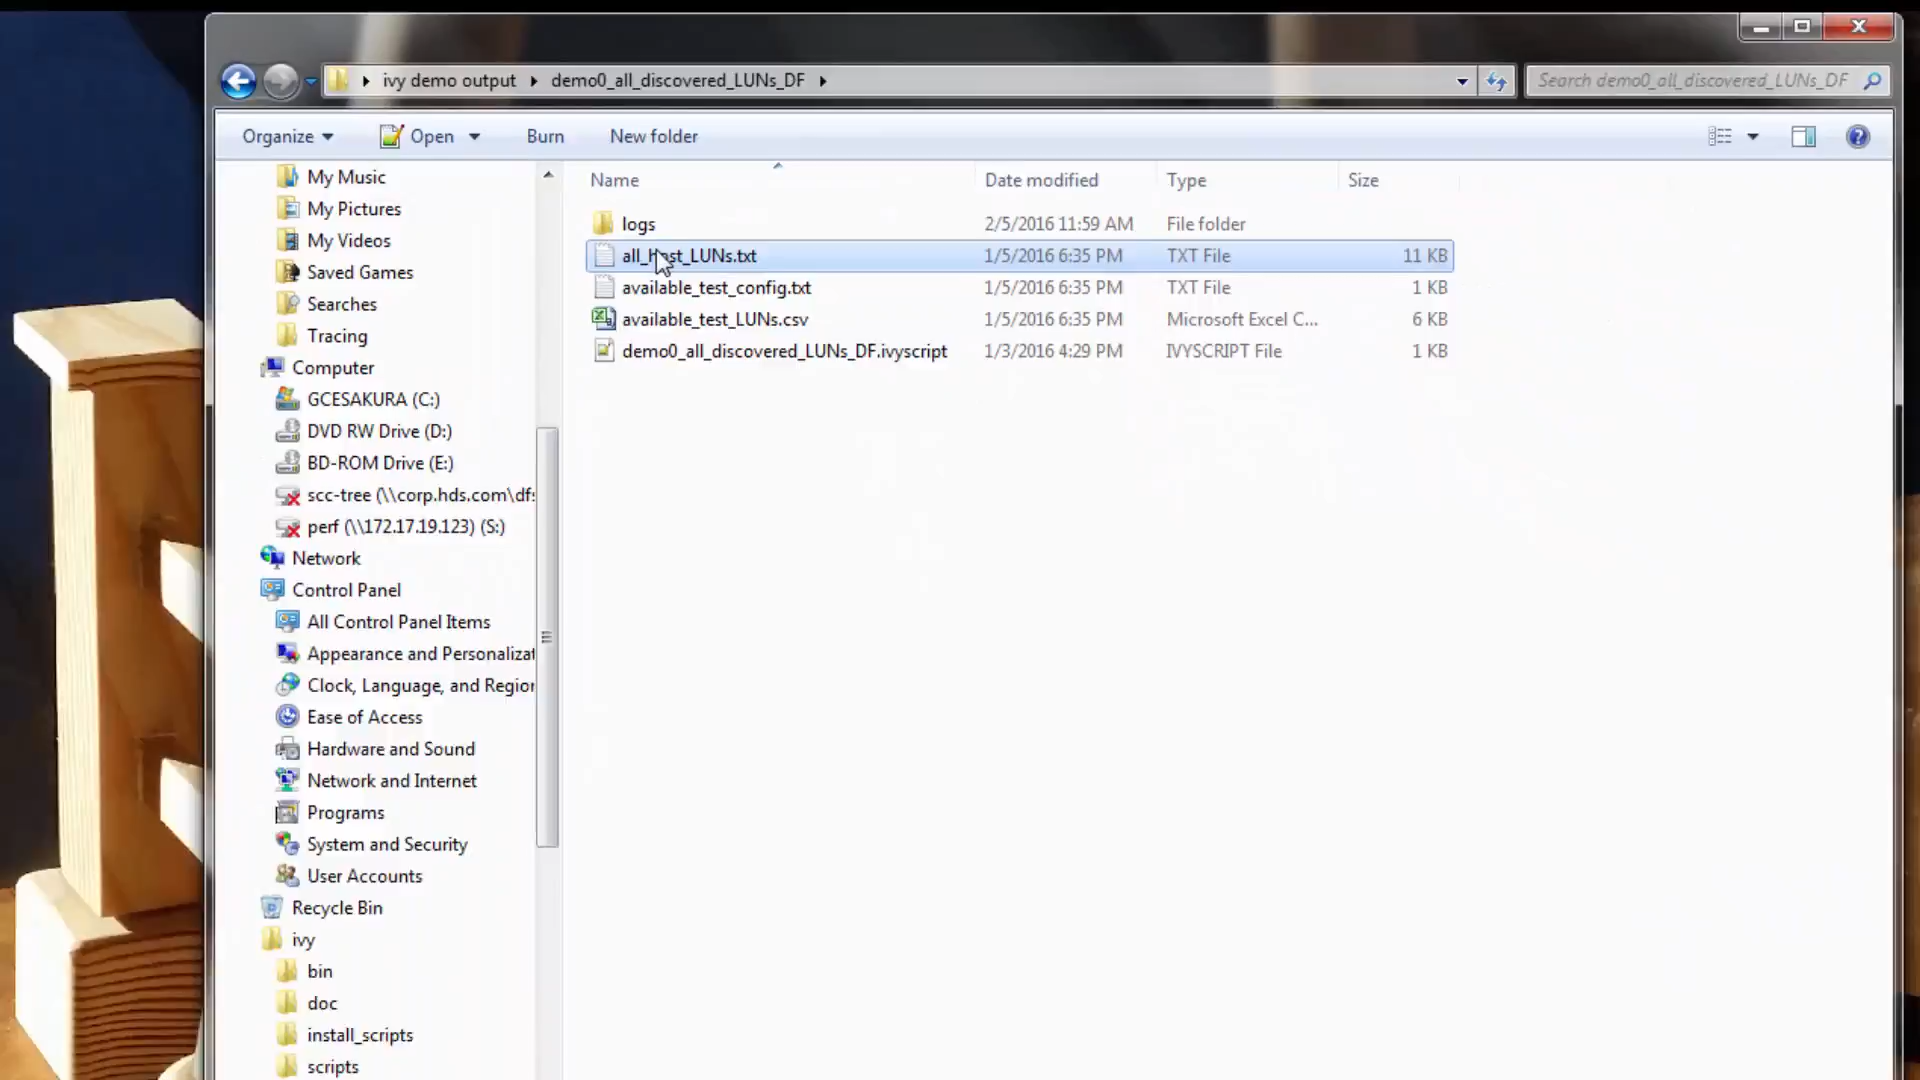 ivy demo output
demo0_all_discovered_LUNs_DF
Search demo0_all_discovered_LUNs_DF
Organize
Open
Burn
New folder
Name
Date modified
Type
Size
logs
2/5/2016 11:59 AM
File folder
all_host_LUNs.txt
1/5/2016 6:35 PM
TXT File
11 KB
available_test_config.txt
1/5/2016 6:35 PM
TXT File
1 KB
available_test_LUNs.csv
1/5/2016 6:35 PM
Microsoft Excel C...
6 KB
demo0_all_discovered_LUNs_DF.ivyscript
1/3/2016 4:29 PM
IVYSCRIPT File
1 KB
My Music
My Pictures
My Videos
Saved Games
Searches
Tracing
Computer
GCESAKURA (C:)
DVD RW Drive (D:)
BD-ROM Drive (E:)
scc-tree (\\corp.hds.com\dfs
perf (\\172.17.19.123) (S:)
Network
Control Panel
All Control Panel Items
Appearance and Personalizat
Clock, Language, and Region
Ease of Access
Hardware and Sound
Network and Internet
Programs
System and Security
User Accounts
Recycle Bin
ivy
bin
doc
install_scripts
scripts